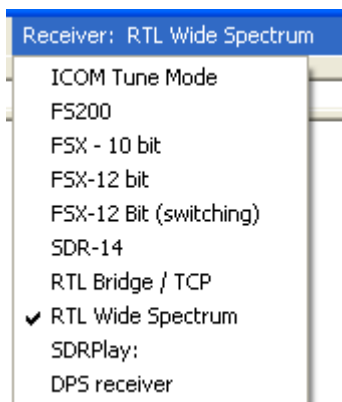 Receiver: RTL Wide Spectrum
ICOM Tune Mode
FS200
FSX - 10 bit
FSX-12 bit
FSX-12 Bit (switching)
SDR-14
RTL Bridge / TCP
RTL Wide Spectrum
SDRPlay:
DPS receiver